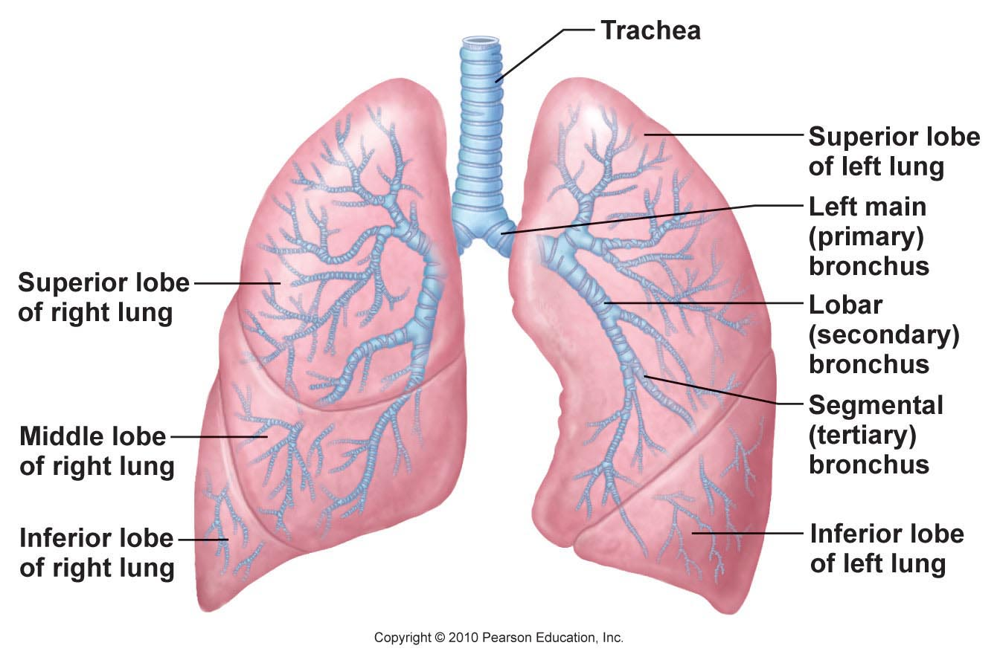 Trachea
Superior lobe
of left lung
Left main
(primary)
bronchus
Superior lobe
of right lung
Lobar
(secondary)
bronchus
Segmental
(tertiary)
bronchus
Middle lobe
of right lung
Inferior lobe
of right lung
Inferior lobe
of left lung
Copyright © 2010 Pearson Education, Inc.